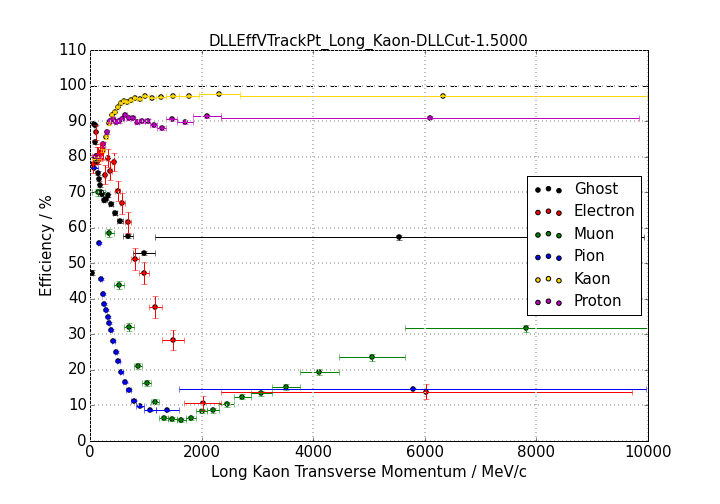 DLLEffVTrackPt_Long_Kaon-DLLCut-1.5000
110
100
90
80
70
60
50
40
30
20
10
0
Efficiency / %
Ghost
Electron
Muon
Pion
Kaon
Proton
0 2000 4000 6000 8000 10000
Long Kaon Transverse Momentum / MeV/c